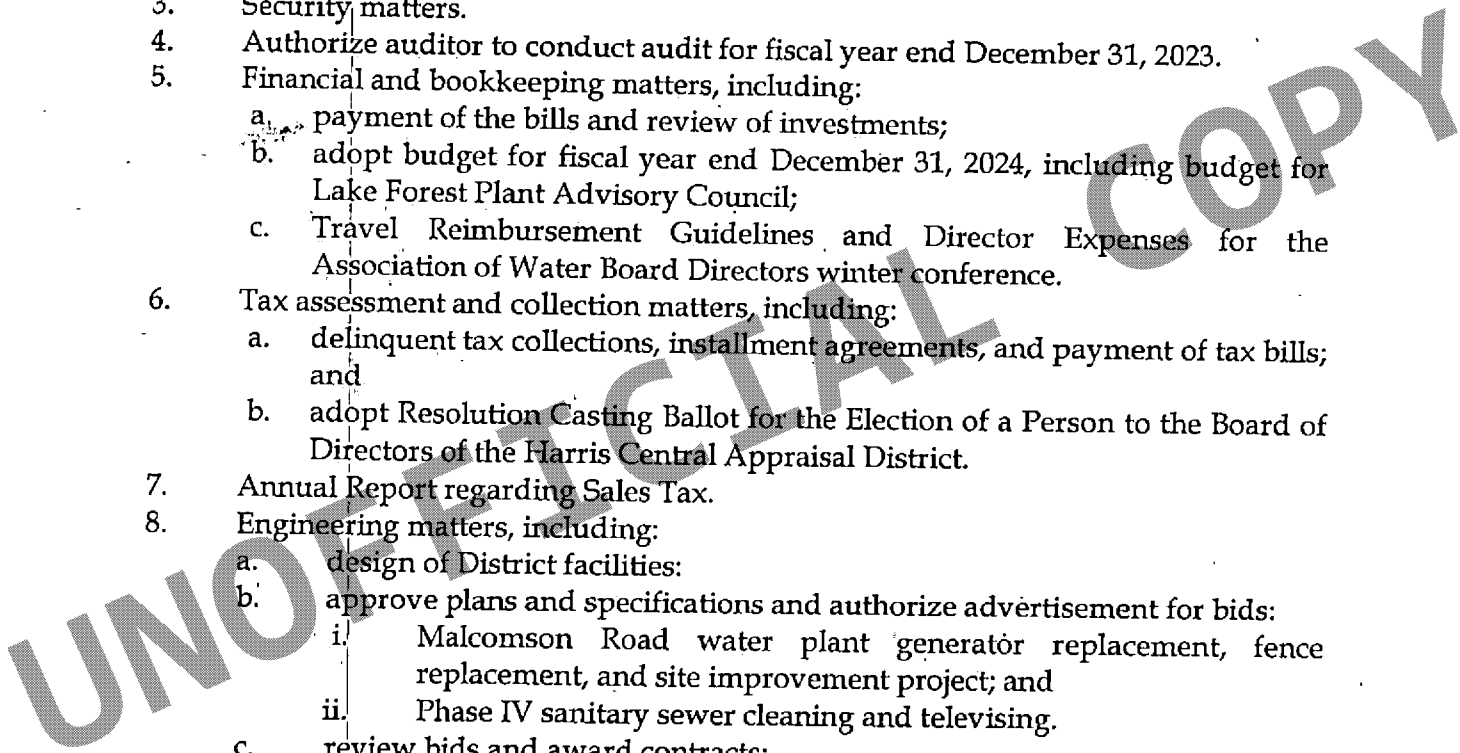 3. Security matters.
4. Authorize auditor to conduct audit for fiscal year end December 31, 2023.
5. Financial and bookkeeping matters, including:
a. payment of the bills and review of investments;
b. adopt budget for fiscal year end December 31, 2024, including budget for
Lake Forest Plant Advisory Council;
c. Travel Reimbursement Guidelines and Director Expenses for the
Association of Water Board Directors winter conference.
6. Tax assessment and collection matters, including:
a. delinquent tax collections, installment agreements, and payment of tax bills;
and
b. adopt Resolution Casting Ballot for the Election of a Person to the Board of
Directors of the Harris Central Appraisal District.
7. Annual Report regarding Sales Tax.
8. Engineering matters, including:
a. design of District facilities:
b. approve plans and specifications and authorize advertisement for bids:
i. Malcomson Road water plant generator replacement, fence
replacement, and site improvement project; and
ii. Phase IV sanitary sewer cleaning and televising.
c. review bids and award contracts:
UNOFFICIAL COPY